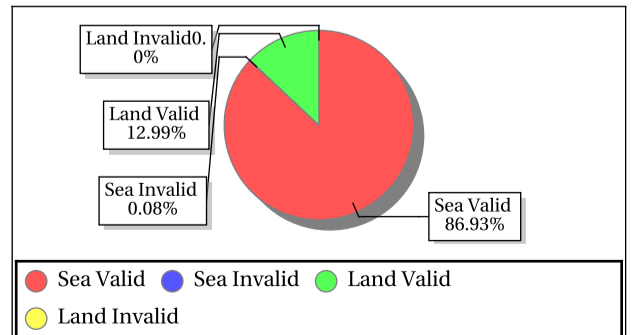 Land Invalid0.
0%
Land Valid
12.99%
Sea Invalid
0.08%
Sea Valid
86.93%
Sea Valid Sea Invalid Land Valid
Land Invalid